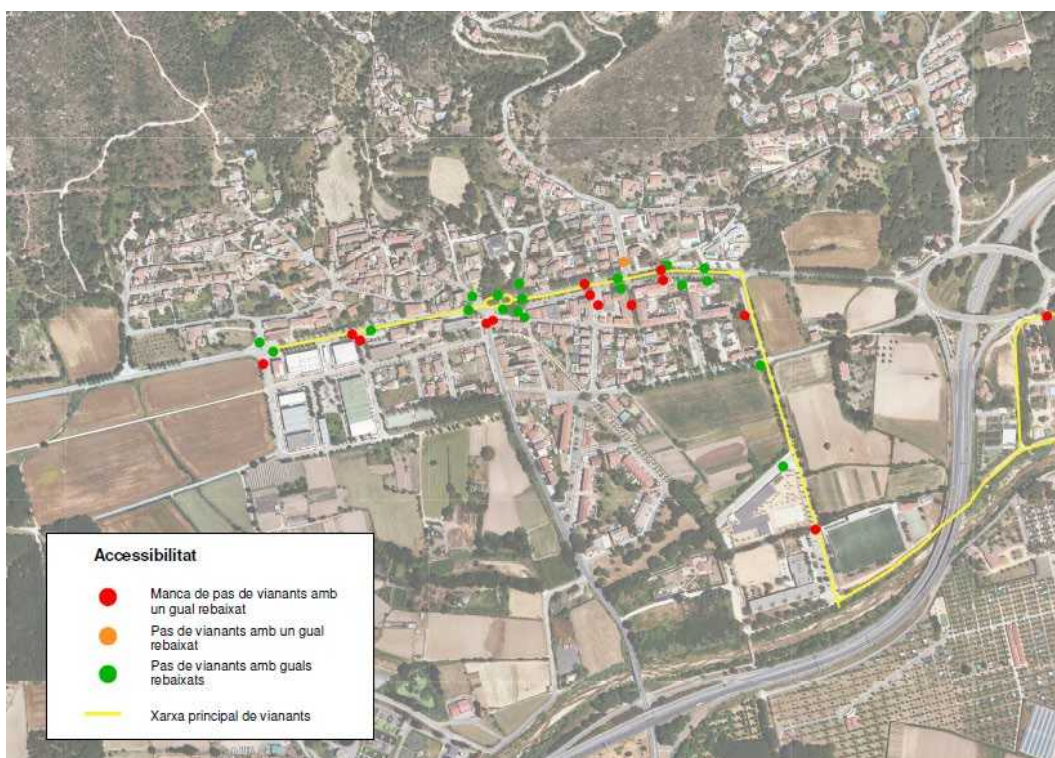 Accessibilitat
Manca de pas de vianants amb
un gual rebaixat
Pas de vianants amb un gual
rebaixat
Pas de vianants amb guals
rebaixats
Xarxa principal de vianants